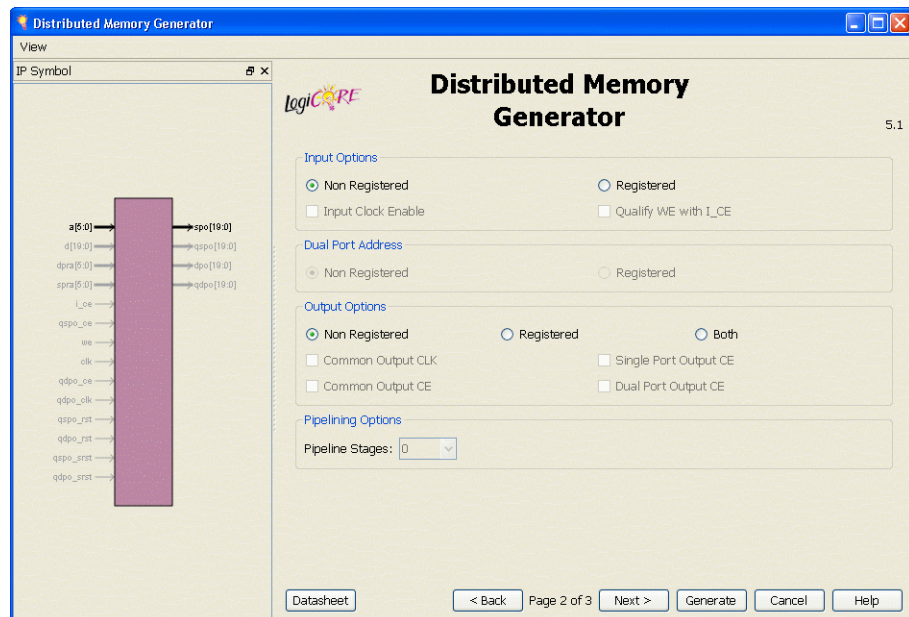 Distributed Memory Generator
View
IP Symbol
a[5:0]
d[19:0]
dpra[5:0]
spra[5:0]
i_ce
qspo_ce
we
clk
qdpo_ce
qdpo_clk
qspo_rst
qdpo_rst
qspo_srst
qdpo_srst
spo[19:0]
qspo[19:0]
dpo[19:0]
qdpo[19:0]
logiCORE
Distributed Memory
Generator
5.1
Input Options
Non Registered Registered
Input Clock Enable Qualify WE with I_CE
Dual Port Address
Non Registered Registered
Output Options
Non Registered Registered Both
Common Output CLK Single Port Output CE
Common Output CE Dual Port Output CE
Pipelining Options
Pipeline Stages: 0
Datasheet < Back Page 2 of 3 Next > Generate Cancel Help